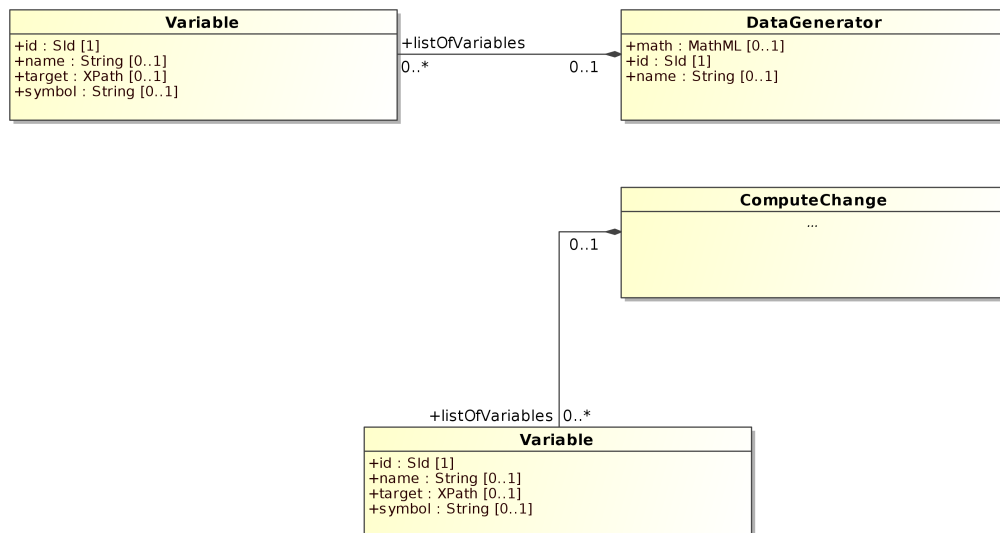 Variable
+id : SId [1]
+name : String [0..1]
+target : XPath [0..1]
+symbol : String [0..1]
+listOfVariables
0..*
0..1
DataGenerator
+math : MathML [0..1]
+id : SId [1]
+name : String [0..1]
ComputeChange
...
0..1
+listOfVariables
0..*
Variable
+id : SId [1]
+name : String [0..1]
+target : XPath [0..1]
+symbol : String [0..1]